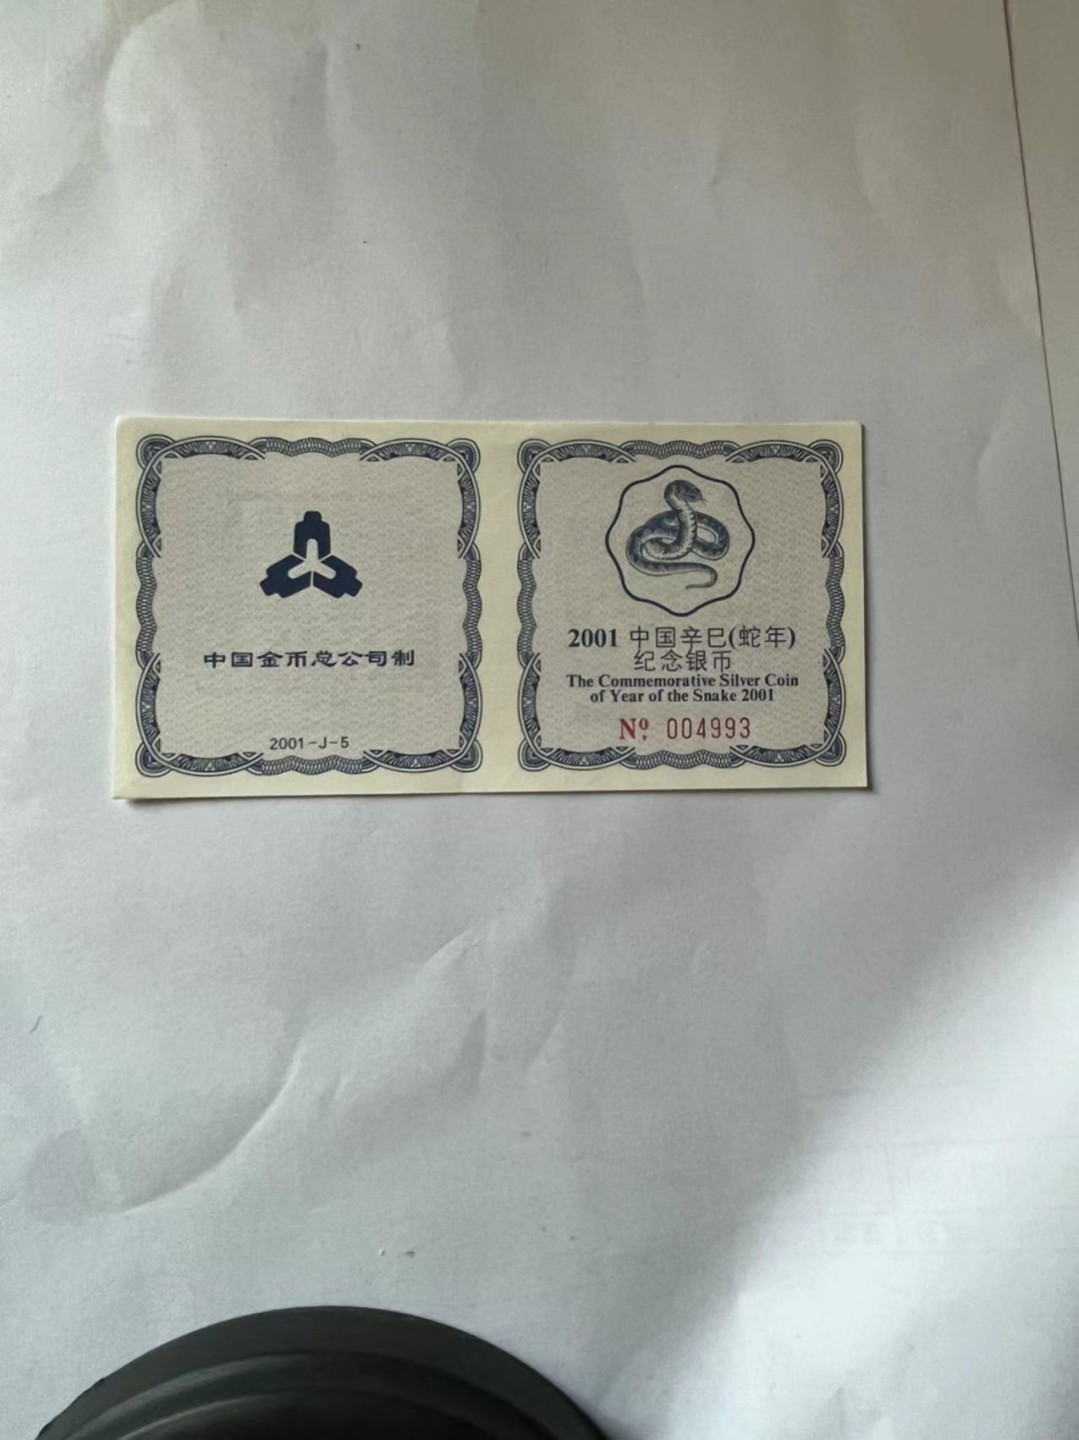 中国金币总公司制
2001-J-5
2001 中国辛巳(蛇年)
纪念银币
The Commemorative Silver Coin
of Year of the Snake 2001
Nº 004993